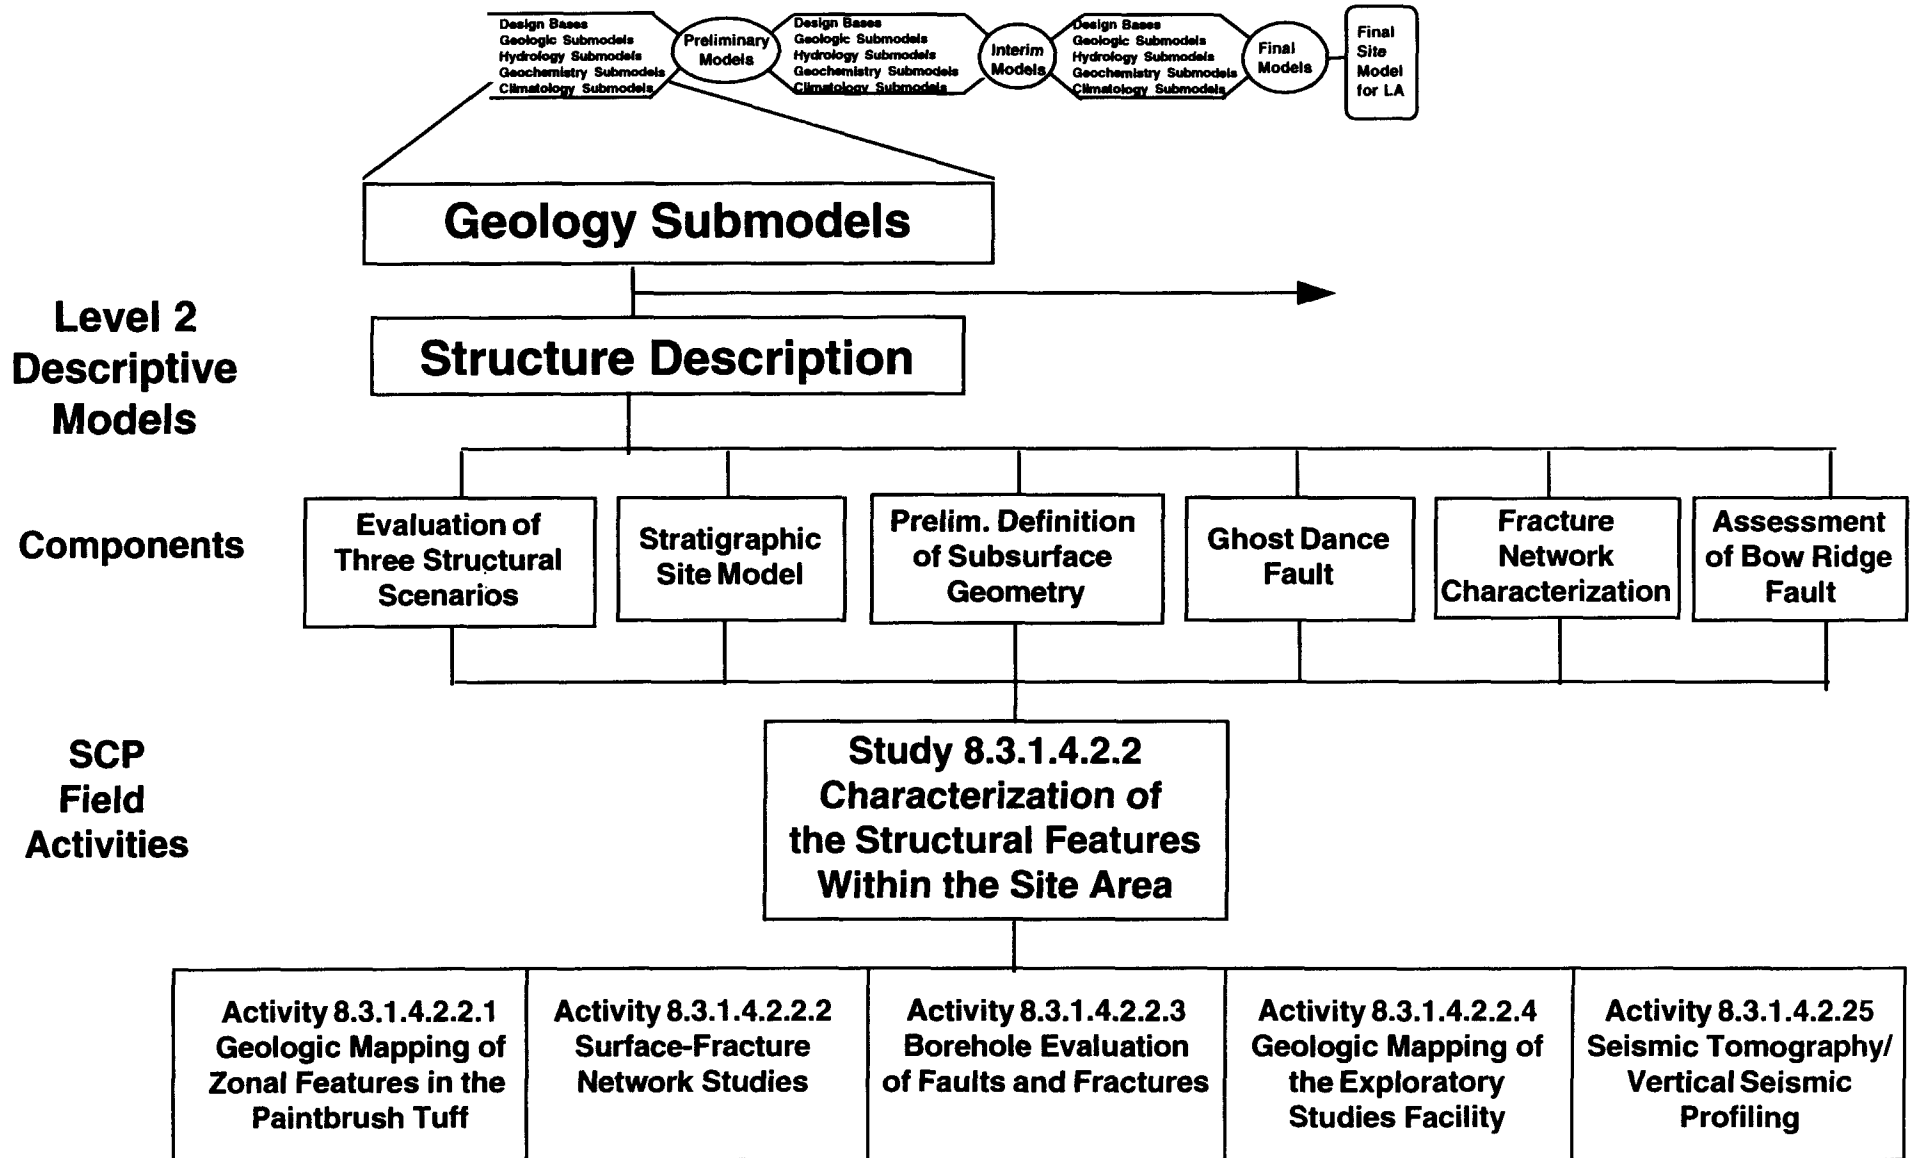 Design Bases
Geologic Submodels
Hydrology Submodels
Geochemistry Submodels
Climatology Submodels
Preliminary
Models
Design Bases
Geologic Submodels
Hydrology Submodels
Geochemistry Submodels
Climatology Submodels
Interim
Models
Design Bases
Geologic Submodels
Hydrology Submodels
Geochemistry Submodels
Climatology Submodels
Final
Models
Final
Site
Model
for LA
Geology Submodels
Level 2
Descriptive
Models
Structure Description
Components
Evaluation of
Three Structural
Scenarios
Stratigraphic
Site Model
Prelim. Definition
of Subsurface
Geometry
Ghost Dance
Fault
Fracture
Network
Characterization
Assessment
of Bow Ridge
Fault
SCP
Field
Activities
Study 8.3.1.4.2.2
Characterization of
the Structural Features
Within the Site Area
Activity 8.3.1.4.2.2.1
Geologic Mapping of
Zonal Features in the
Paintbrush Tuff
Activity 8.3.1.4.2.2.2
Surface-Fracture
Network Studies
Activity 8.3.1.4.2.2.3
Borehole Evaluation
of Faults and Fractures
Activity 8.3.1.4.2.2.4
Geologic Mapping of
the Exploratory
Studies Facility
Activity 8.3.1.4.2.25
Seismic Tomography/
Vertical Seismic
Profiling